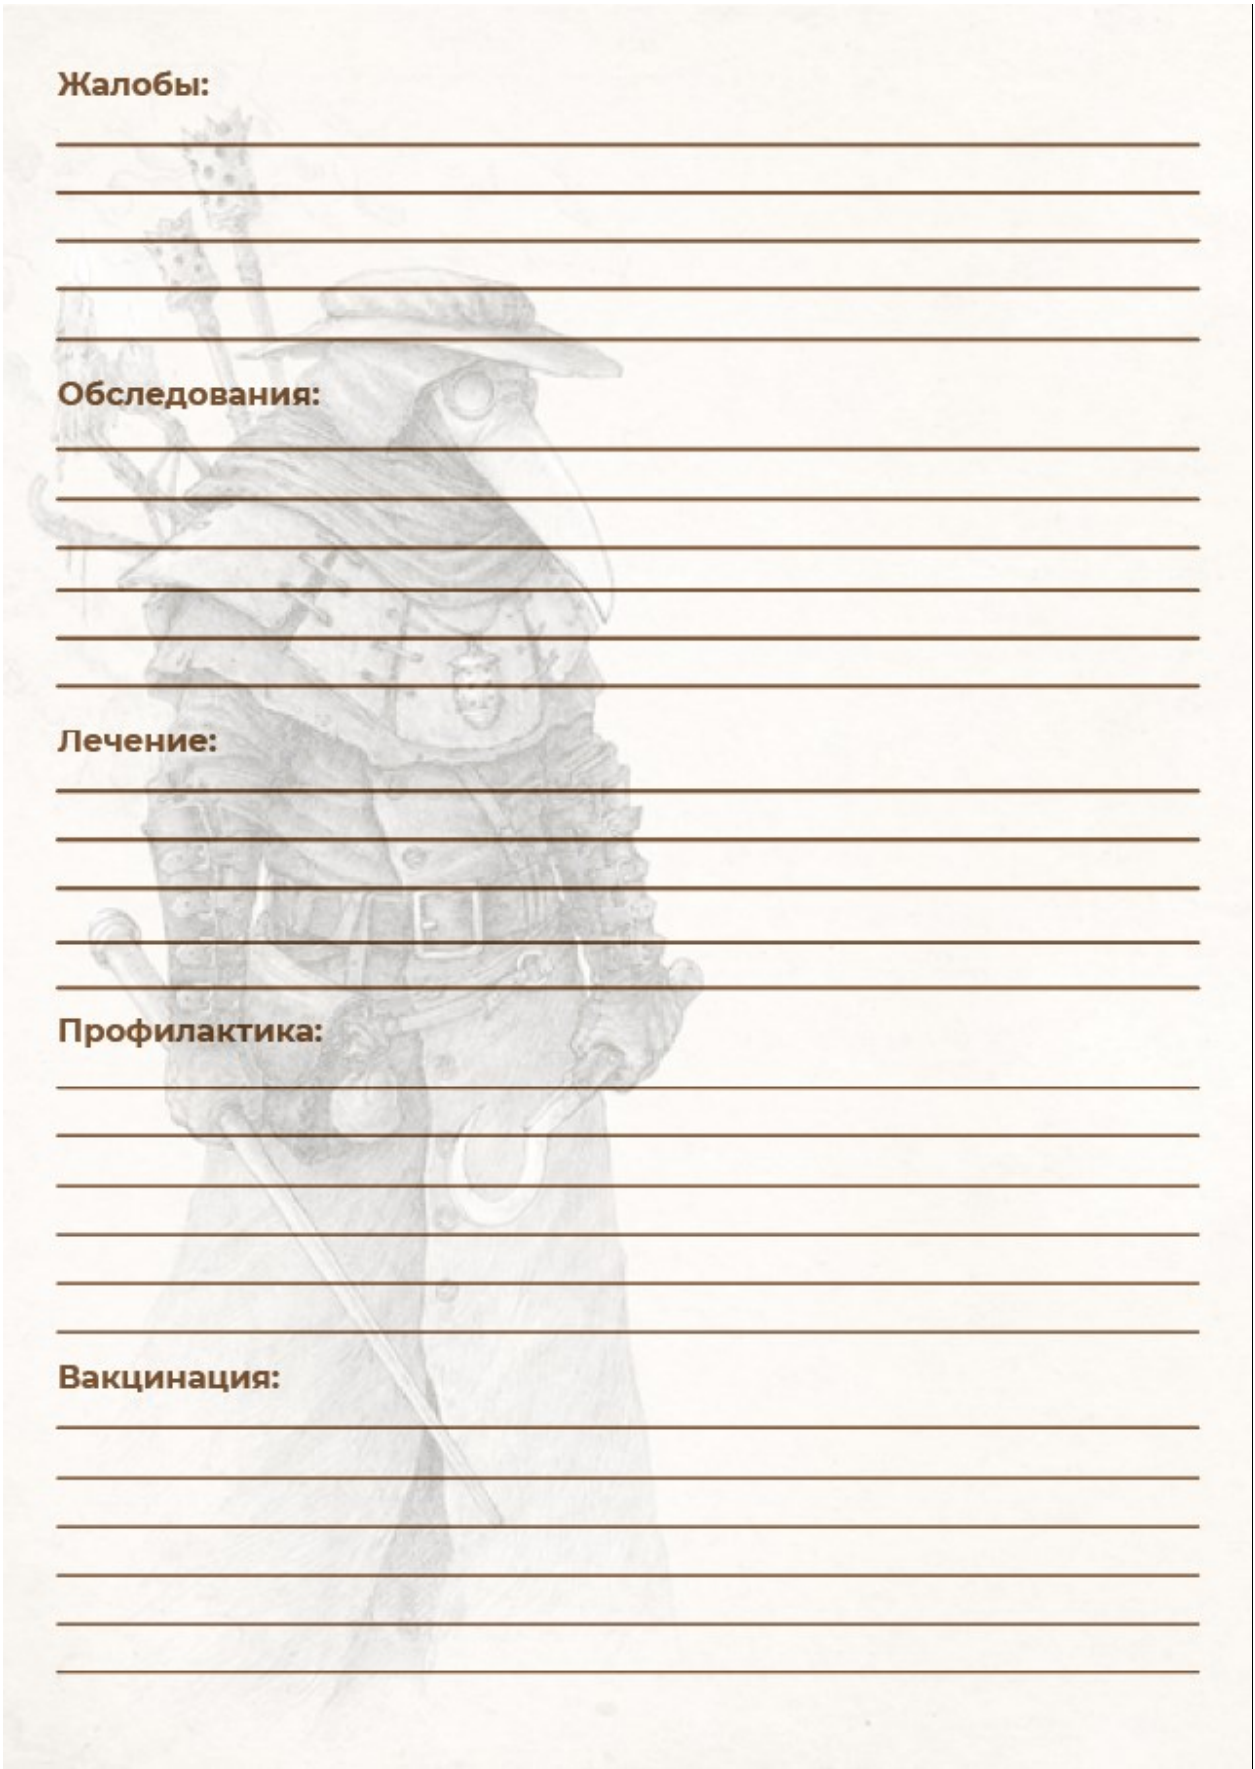 Жалобы:
Обследования:
Лечение:
Профилактика:
Вакцинация: